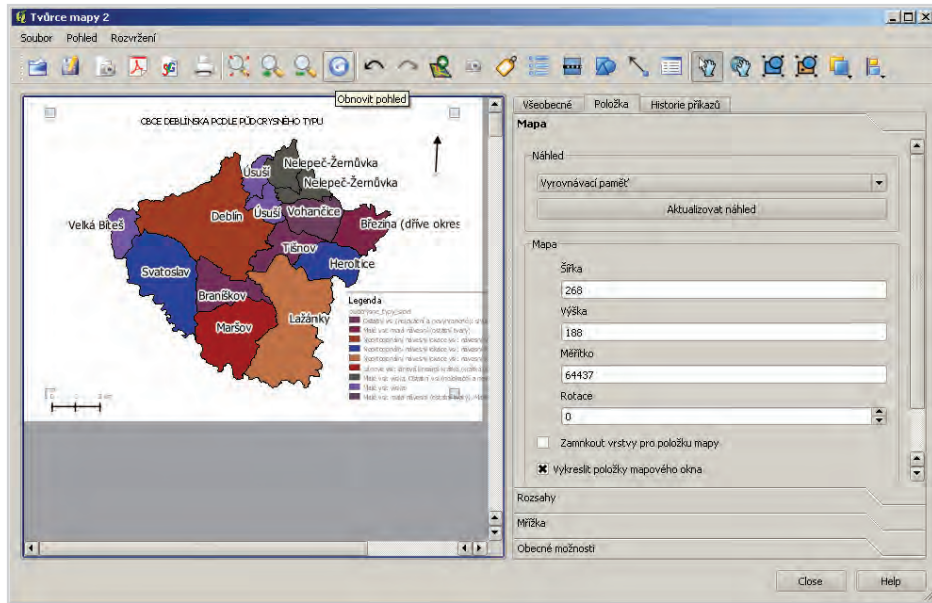 Tvůrce mapy 2
Soubor Pohled Rozvržení
Obnovit pohled
OBCE DEBLÍNSKA PODLE PŮDORYSNÉHO TYPU
Nelepeč-Žernůvka
Úsuší
Nelepeč-Žernůvka
Deblín
Úsuší
Vohančice
Velká Bíteš
Březina (dříve okres
Tišnov
Heroltice
Svatoslav
Braníškov
Lažánky
Maršov
Legenda
Všeobecné Položka Historie příkazů
Mapa
Náhled
Vyrovnávací paměť
Aktualizovat náhled
Mapa
Šířka
268
Výška
188
Měřítko
64437
Rotace
0
Zamknout vrstvy pro položku mapy
Vykreslit položky mapového okna
Rozsahy
Mřížka
Obecné možnosti
Close Help